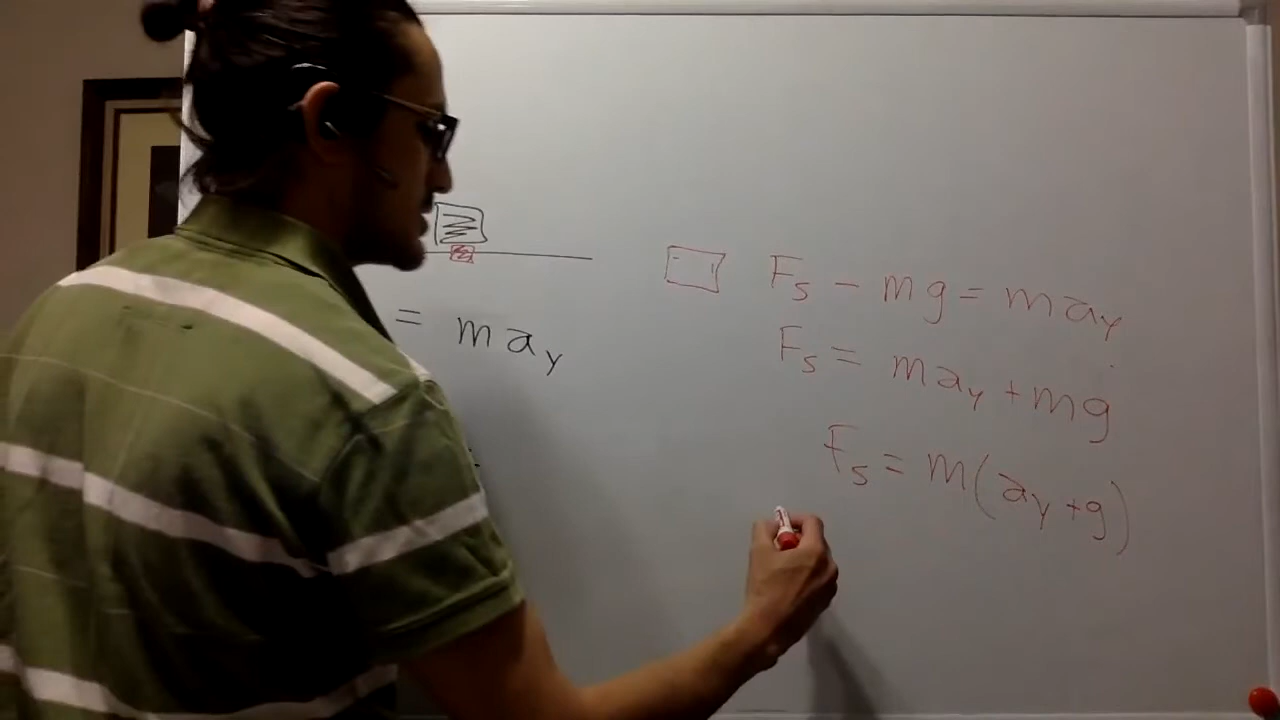 = may
Fs - mg = may
Fs = may + mg
Fs = m(ay + g)